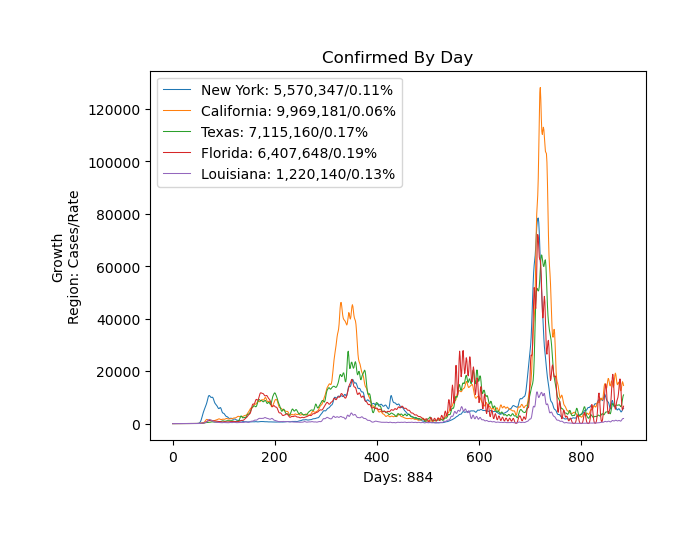 Confirmed By Day
New York: 5,570,347/0.11%
California: 9,969,181/0.06%
Texas: 7,115,160/0.17%
Florida: 6,407,648/0.19%
Louisiana: 1,220,140/0.13%
Growth
Region: Cases/Rate
120000
100000
80000
60000
40000
20000
0
0 200 400 600 800
Days: 884